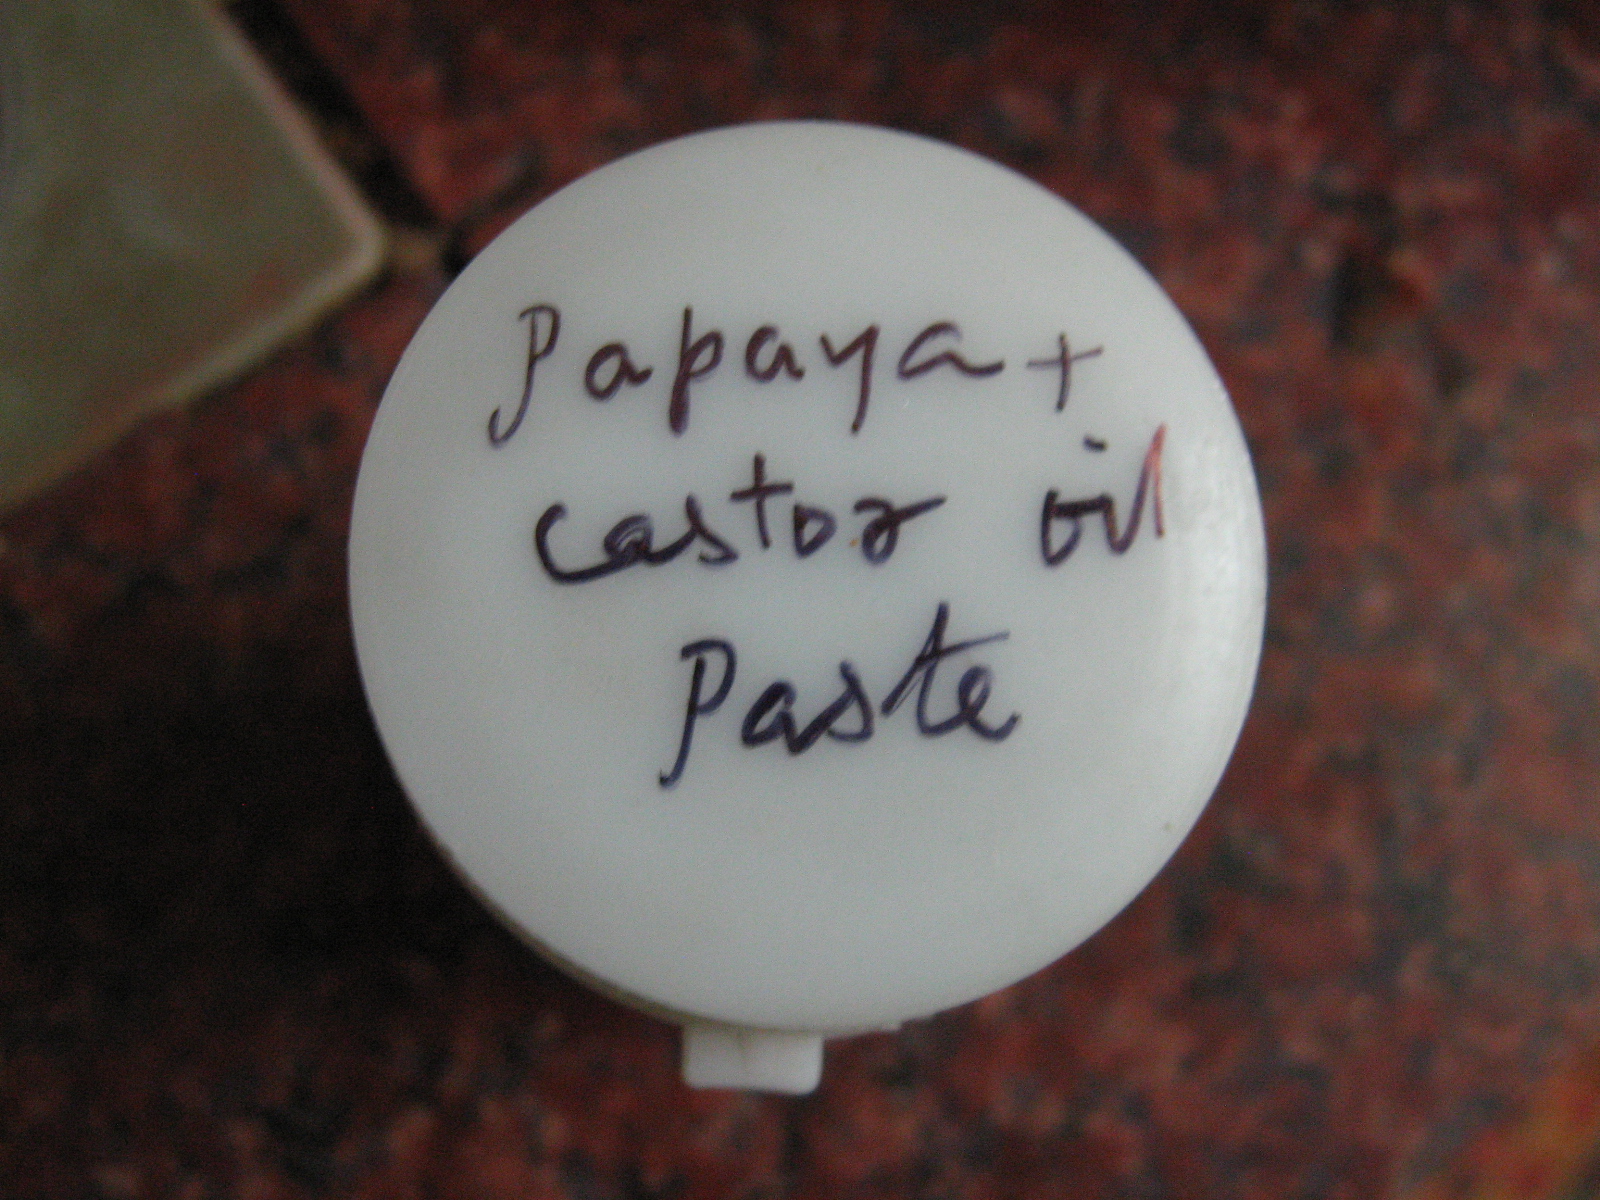 Papaya +
castor oil
Paste